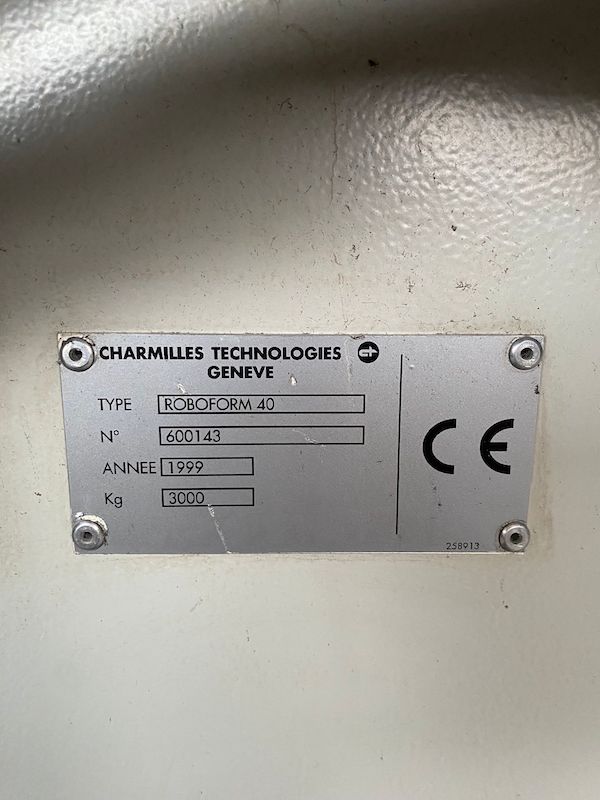 CHARMILLES TECHNOLOGIES
GENEVE
TYPE ROBOFORM 40
N° 600143
ANNEE 1999
Kg 3000
CE
258913